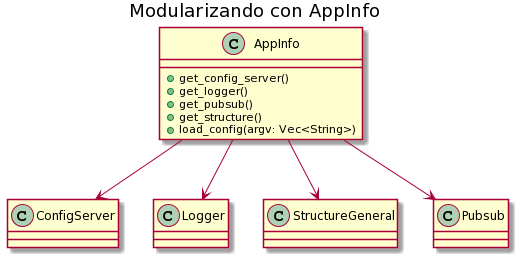 Modularizando con AppInfo
C AppInfo
get_config_server()
get_logger()
get_pubsub()
get_structure()
load_config(argv: Vec<String>)
C ConfigServer
C Logger
C StructureGeneral
C Pubsub